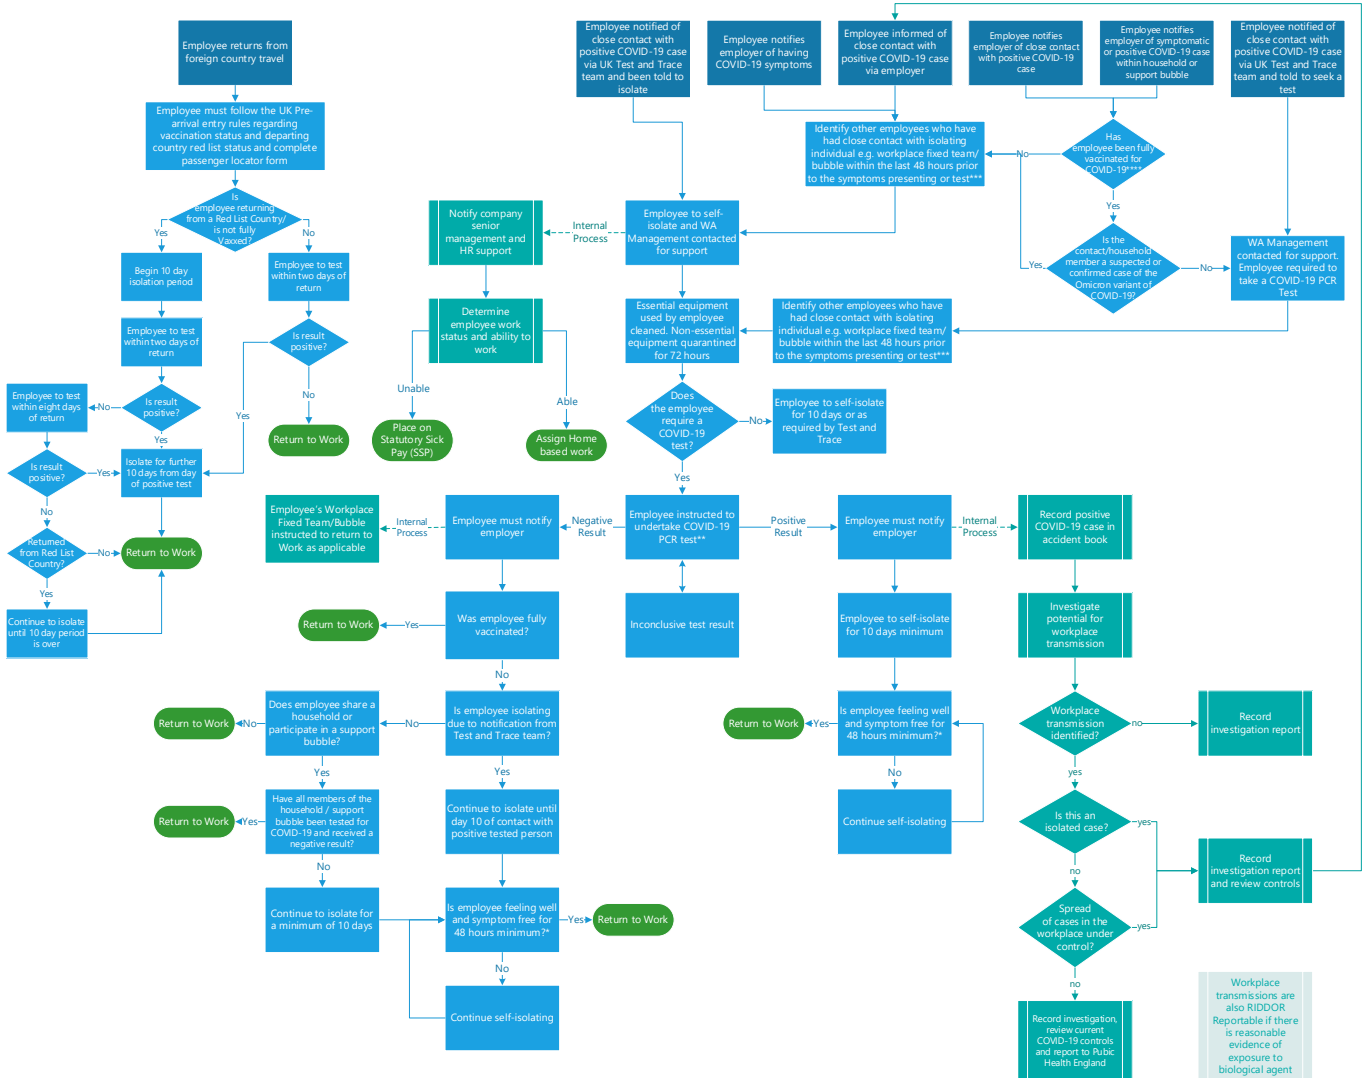 Employee returns from
foreign country travel
Employee must follow the UK Pre-
arrival entry rules regarding
vaccination status and departing
country red list status and complete
passenger locator form
Is
employee returning
from a Red List Country/
is not fully
Vaxxed?
Yes
No
Begin 10 day
isolation period
Employee to test
within two days of
return
Employee to test
within two days of
return
Is result
positive?
No
Yes
Return to Work
Is result
positive?
No
Yes
Employee to test
within eight days
of return
Is result
positive?
Yes
Isolate for further
10 days from day
of positive test
No
Returned
from Red List
Country?
No
Return to Work
Yes
Continue to isolate
until 10 day period
is over
Employee notified of
close contact with
positive COVID-19 case
via UK Test and Trace
team and been told to
isolate
Employee notifies
employer of having
COVID-19 symptoms
Employee informed of
close contact with
positive COVID-19 case
via employer
Employee notifies
employer of close contact
with positive COVID-19
case
Employee notifies
employer of symptomatic
or positive COVID-19 case
within household or
support bubble
Employee notified of
close contact with
positive COVID-19 case
via UK Test and Trace
team and told to seek a
test
Identify other employees who have
had close contact with isolating
individual e.g. workplace fixed team/
bubble within the last 48 hours prior
to the symptoms presenting or test***
No
Has
employee been fully
vaccinated for
COVID-19****
Yes
Is the
contact/household
member a suspected or
confirmed case of the
Omicron variant of
COVID-19?
Yes
No
WA Management
contacted for support.
Employee required to
take a COVID-19 PCR
Test
Notify company
senior
management and
HR support
Internal
Process
Employee to self-
isolate and WA
Management contacted
for support
Determine
employee work
status and ability to
work
Unable
Able
Place on
Statutory Sick
Pay (SSP)
Assign Home
based work
Essential equipment
used by employee
cleaned. Non-essential
equipment quarantined
for 72 hours
Identify other employees who have
had close contact with isolating
individual e.g. workplace fixed team/
bubble within the last 48 hours prior
to the symptoms presenting or test***
Does
the employee
require a
COVID-19
test?
No
Employee to self-isolate
for 10 days or as
required by Test and
Trace
Yes
Employee's Workplace
Fixed Team/Bubble
instructed to return to
Work as applicable
Internal
Process
Employee must notify
employer
Negative
Result
Employee instructed to
undertake COVID-19
PCR test**
Positive
Result
Employee must notify
employer
Internal
Process
Record positive
COVID-19 case in
accident book
Inconclusive test result
Return to Work
Yes
Was employee fully
vaccinated?
No
Return to Work
No
Does employee share a
household or
participate in a support
bubble?
No
Is employee isolating
due to notification from
Test and Trace team?
Yes
Yes
Return to Work
Yes
Have all members of the
household / support
bubble been tested for
COVID-19 and received a
negative result?
Continue to isolate until
day 10 of contact with
positive tested person
No
Continue to isolate for
a minimum of 10 days
Is employee feeling well
and symptom free for
48 hours minimum?*
Yes
Return to Work
No
Continue self-isolating
Employee to self-isolate
for 10 days minimum
Return to Work
Yes
Is employee feeling well
and symptom free for
48 hours minimum?*
No
Continue self-isolating
Investigate
potential for
workplace
transmission
Workplace
transmission
identified?
no
Record
investigation report
yes
Is this an
isolated case?
yes
no
Record
investigation report
and review controls
Spread
of cases in the
workplace under
control?
yes
no
Record investigation,
review current
COVID-19 controls
and report to Pubic
Health England
Workplace
transmissions are
also RIDDOR
Reportable if there
is reasonable
evidence of
exposure to
biological agent